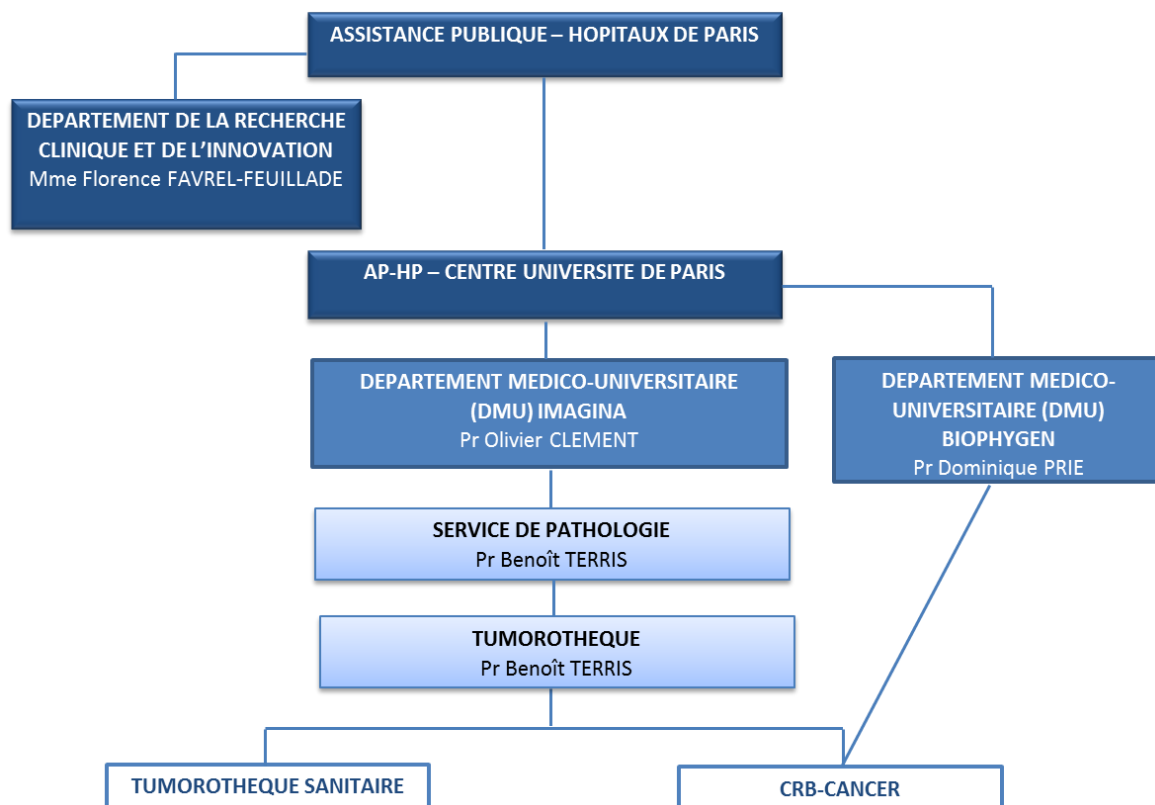 ASSISTANCE PUBLIQUE – HOPITAUX DE PARIS
DEPARTEMENT DE LA RECHERCHE
CLINIQUE ET DE L’INNOVATION
Mme Florence FAVREL-FEUILLADE
AP-HP – CENTRE UNIVERSITE DE PARIS
DEPARTEMENT MEDICO-UNIVERSITAIRE
(DMU) IMAGINA
Pr Olivier CLEMENT
DEPARTEMENT MEDICO-
UNIVERSITAIRE (DMU)
BIOPHYGEN
Pr Dominique PRIE
SERVICE DE PATHOLOGIE
Pr Benoît TERRIS
TUMOROTHEQUE
Pr Benoît TERRIS
TUMOROTHEQUE SANITAIRE
CRB-CANCER